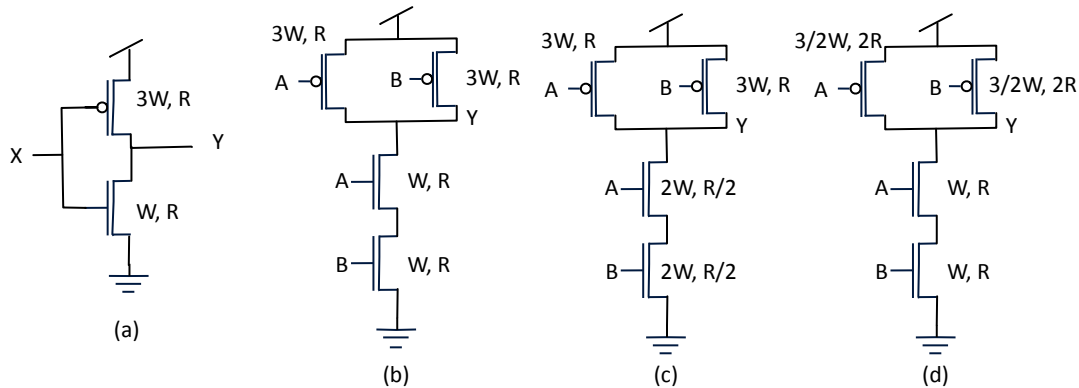 X
3W, R
Y
W, R
(a)
3W, R
A
B
3W, R
Y
A
W, R
B
W, R
(b)
3W, R
A
B
3W, R
Y
A
2W, R/2
B
2W, R/2
(c)
3/2W, 2R
A
B
3/2W, 2R
Y
A
W, R
B
W, R
(d)